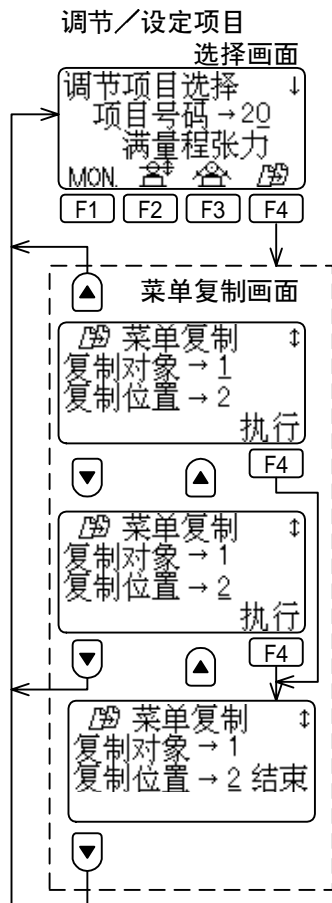 调节／设定项目
选择画面
调节项目选择 ↓
项目号码→20
满量程张力
MON.
F1 F2 F3 F4
▲ 菜单复制画面
菜单复制 ↕
复制对象→1
复制位置→2
执行
▼ ▲ F4
菜单复制 ↕
复制对象→1
复制位置→2
执行
▼ ▲ F4
菜单复制 ↕
复制对象→1
复制位置→2 结束
▼